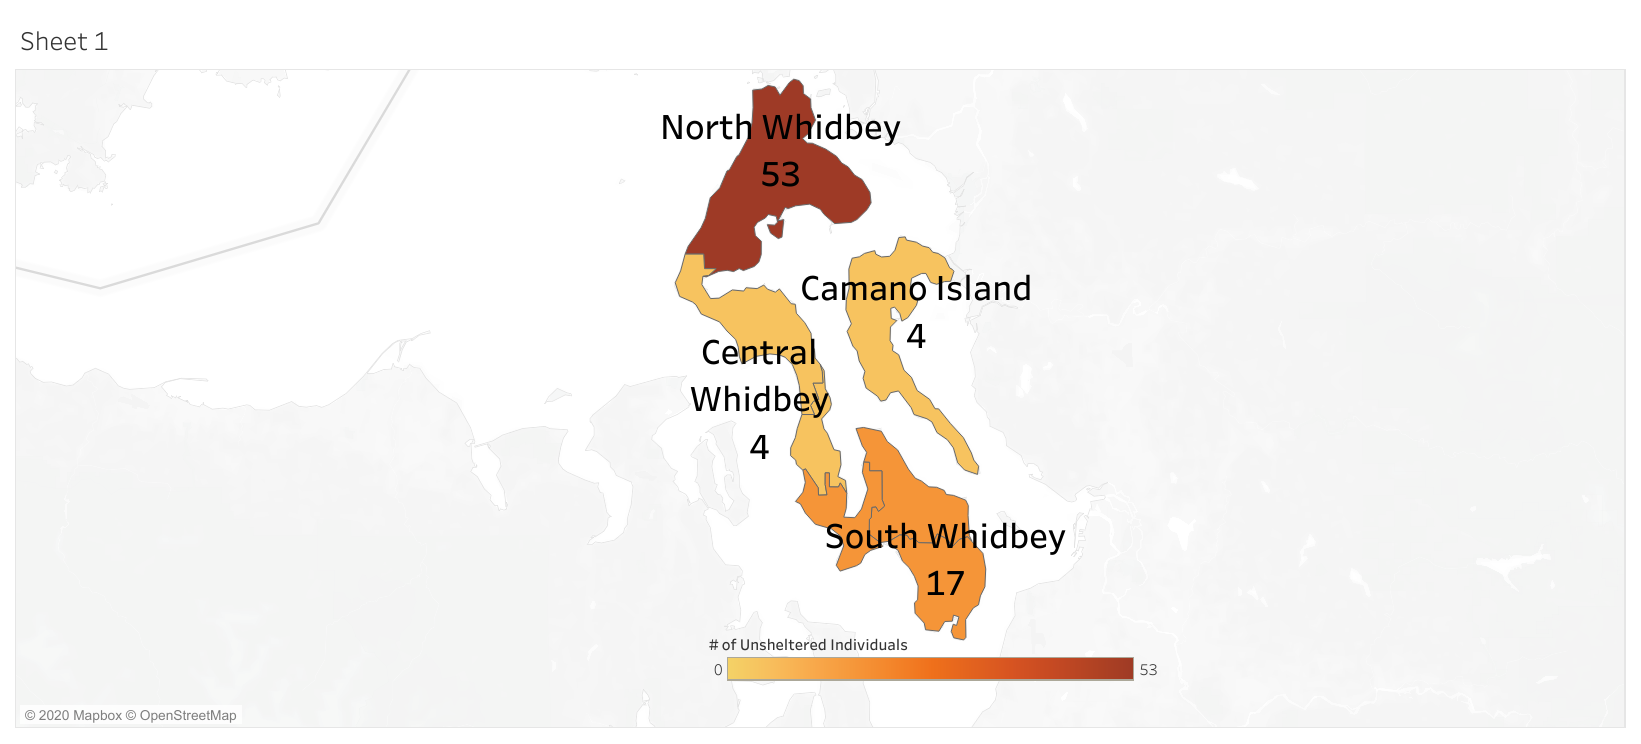 Sheet 1
North Whidbey
53
Camano Island
4
Central
Whidbey
4
South Whidbey
17
# of Unsheltered Individuals
0 53
© 2020 Mapbox © OpenStreetMap